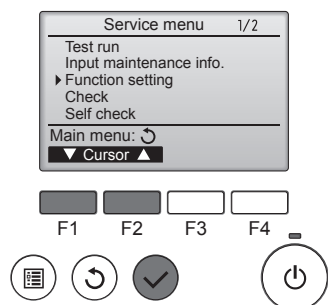 Service menu 1/2
Test run
Input maintenance info.
Function setting
Check
Self check
Main menu:
Cursor
F1 F2 F3 F4